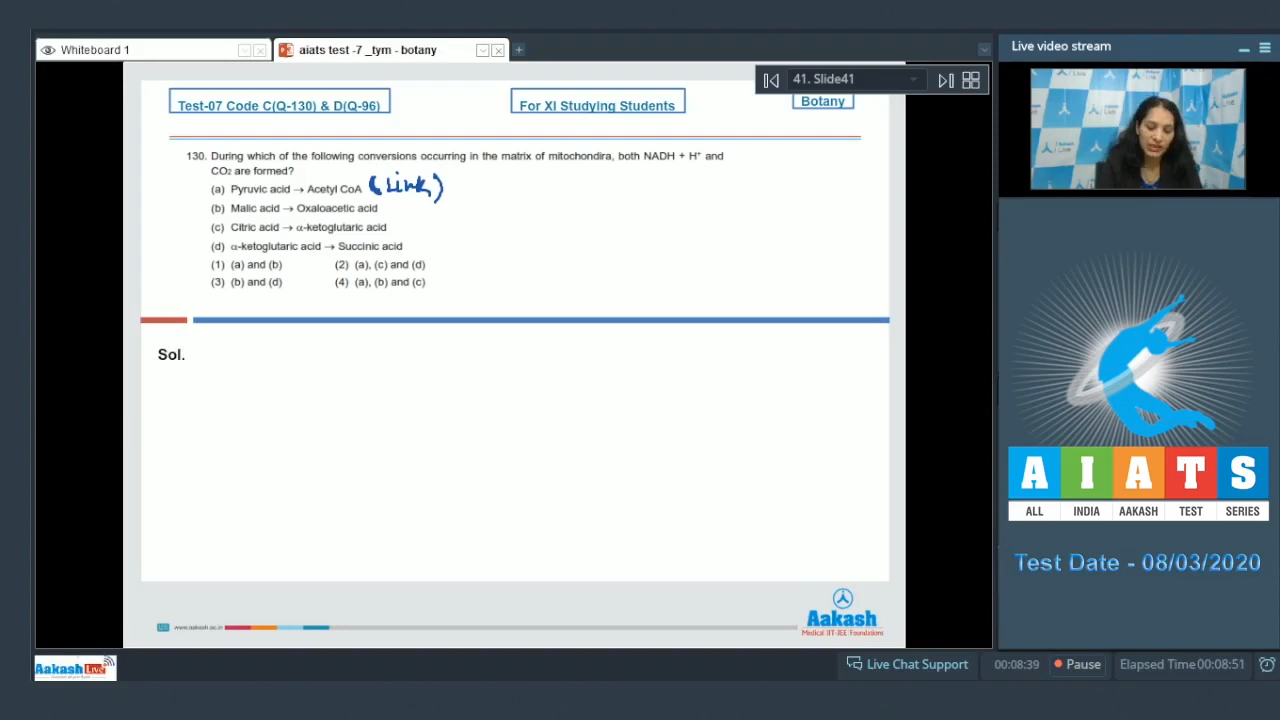 Whiteboard 1
aiats test -7 _tym - botany
Live video stream
41. Slide41
Test-07 Code C(Q-130) & D(Q-96)
For XI Studying Students
Botany
130. During which of the following conversions occurring in the matrix of mitochondira, both NADH + H⁺ and
CO2 are formed?
(a) Pyruvic acid → Acetyl CoA (Link)
(b) Malic acid → Oxaloacetic acid
(c) Citric acid → α-ketoglutaric acid
(d) α-ketoglutaric acid → Succinic acid
(1) (a) and (b) (2) (a), (c) and (d)
(3) (b) and (d) (4) (a), (b) and (c)
Sol.
www.aakash.ac.in
Aakash
Medical|IIT-JEE|Foundations
A I A T S
ALL INDIA AAKASH TEST SERIES
Test Date - 08/03/2020
Aakash Live
Live Chat Support
00:08:39
Pause
Elapsed Time 00:08:51